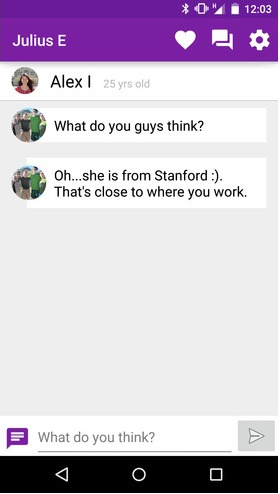 12:03
Julius E
Alex I 25 yrs old
What do you guys think?
Oh...she is from Stanford :).
That's close to where you work.
What do you think?